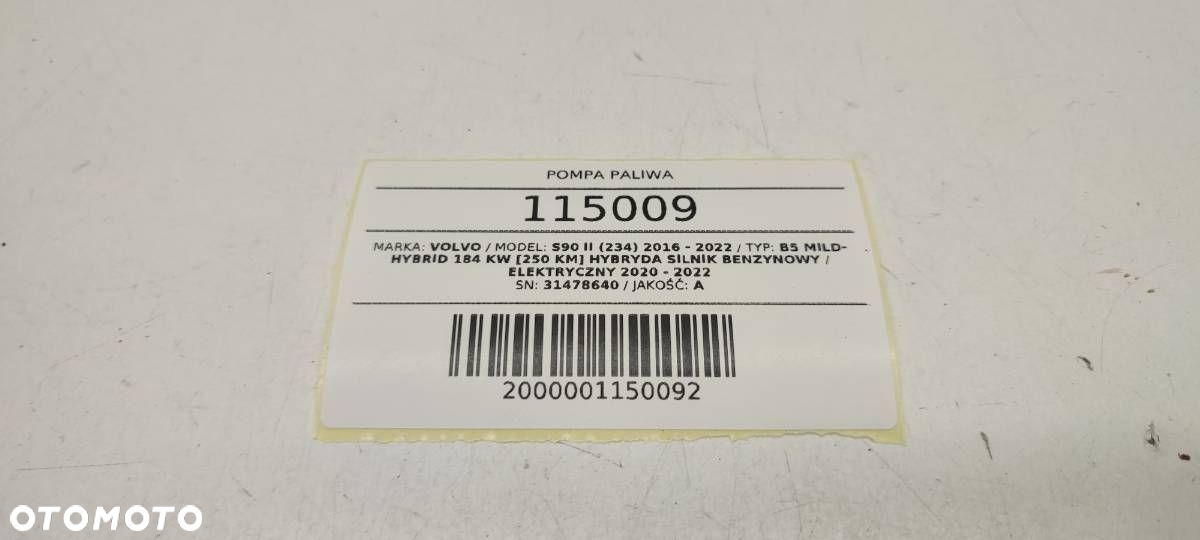 POMPA PALIWA
115009
MARKA: VOLVO / MODEL: S90 II (234) 2016 - 2022 / TYP: B5 MILD-
HYBRID 184 KW [250 KM] HYBRYDA SILNIK BENZYNOWY /
ELEKTRYCZNY 2020 - 2022
SN: 31478640 / JAKOŚĆ: A
2000001150092
OTOMOTO